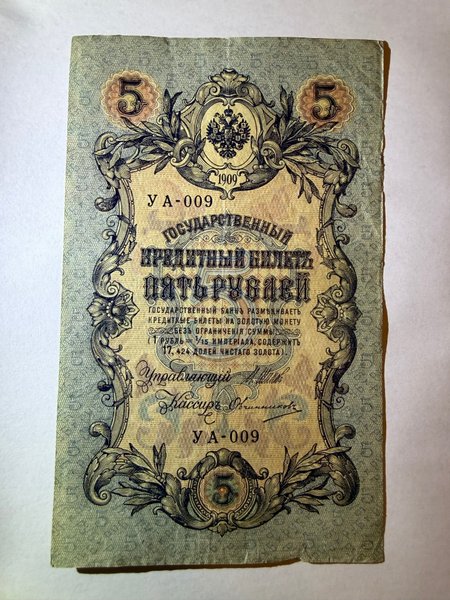 5 5
1909
УА-009
ГОСУДАРСТВЕННЫЙ
КРЕДИТНЫЙ БИЛЕТЪ
ПЯТЬ РУБЛЕЙ
ГОСУДАРСТВЕННЫЙ БАНКЪ РАЗМѢНИВАЕТЪ
КРЕДИТНЫЕ БИЛЕТЫ НА ЗОЛОТУЮ МОНЕТУ
БЕЗЪ ОГРАНИЧЕНІЯ СУММЫ
(1 РУБЛЬ = 1/15 ИМПЕРІАЛА, СОДЕРЖИТЪ
17,424 ДОЛЕЙ ЧИСТАГО ЗОЛОТА).
Управляющій
Кассиръ Овчинниковъ
УА-009
5